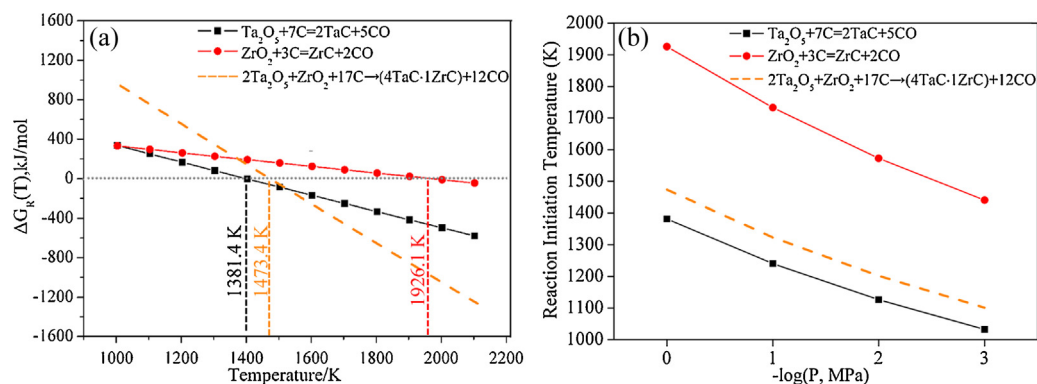 (a)
Ta₂O₅+7C=2TaC+5CO
ZrO₂+3C=ZrC+2CO
2Ta₂O₅+ZrO₂+17C→(4TaC·1ZrC)+12CO
ΔG_R(T),kJ/mol
1600
1200
800
400
0
-400
-800
-1200
-1600
1381.4 K
1473.4 K
1926.1 K
1000 1200 1400 1600 1800 2000 2200
Temperature/K
(b)
Ta₂O₅+7C=2TaC+5CO
ZrO₂+3C=ZrC+2CO
2Ta₂O₅+ZrO₂+17C→(4TaC·1ZrC)+12CO
Reaction Initiation Temperature (K)
2000
1900
1800
1700
1600
1500
1400
1300
1200
1100
1000
0 1 2 3
-log(P, MPa)